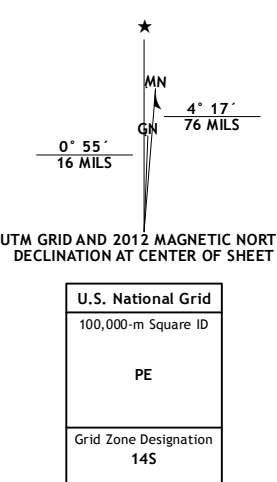 MN
4° 17´
GN
76 MILS
0° 55´
16 MILS
UTM GRID AND 2012 MAGNETIC NORT
DECLINATION AT CENTER OF SHEET
U.S. National Grid
100,000-m Square ID
PE
Grid Zone Designation
14S